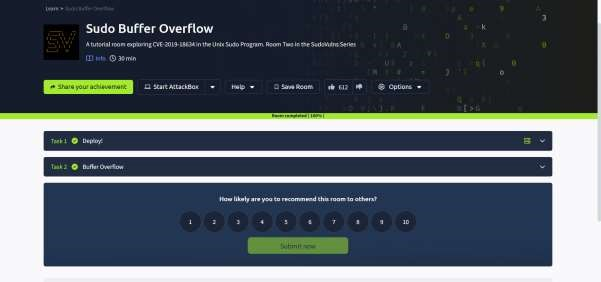 Learn > Sudo Buffer Overflow
Sudo Buffer Overflow
A tutorial room exploring CVE-2019-18634 in the Unix Sudo Program. Room Two in the SudoVulns Series
Info 30 min
Share your achievement Start AttackBox Help Save Room 612 Options
Room completed ( 100% )
Task 1 Deploy!
Task 2 Buffer Overflow
How likely are you to recommend this room to others?
1 2 3 4 5 6 7 8 9 10
Submit now